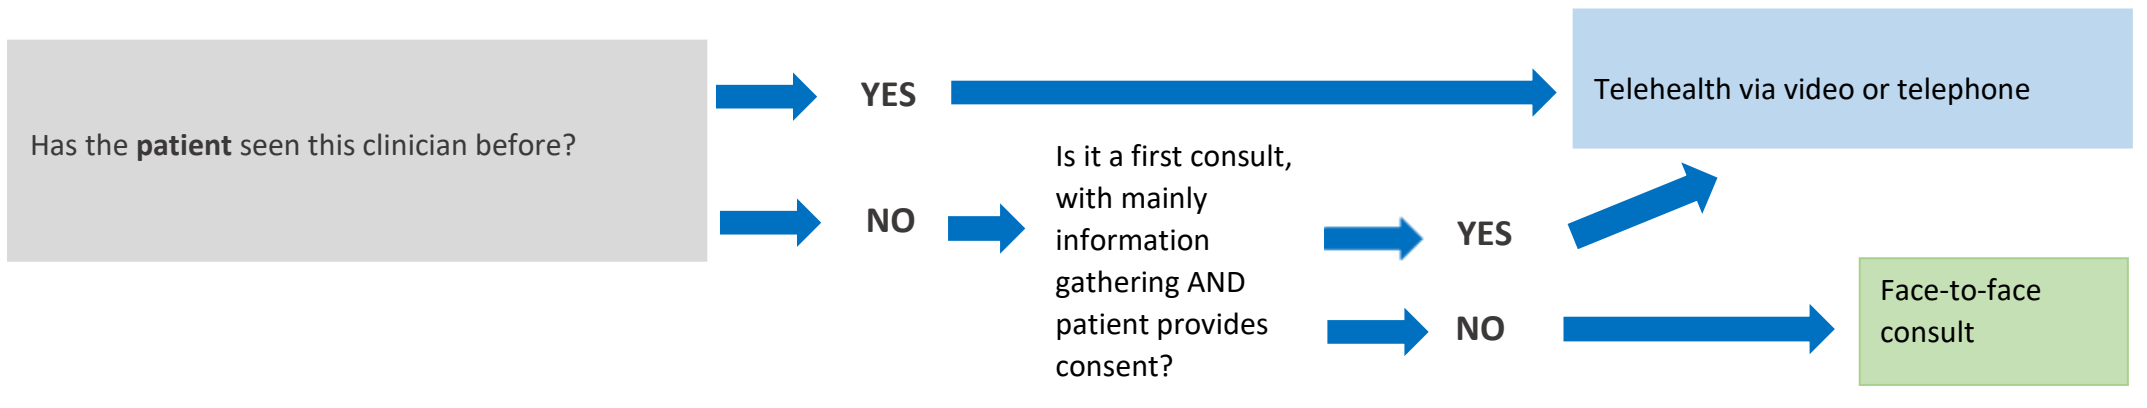 Has the patient seen this clinician before?
YES
Telehealth via video or telephone
NO
Is it a first consult,
with mainly
information
gathering AND
patient provides
consent?
YES
NO
Face-to-face
consult